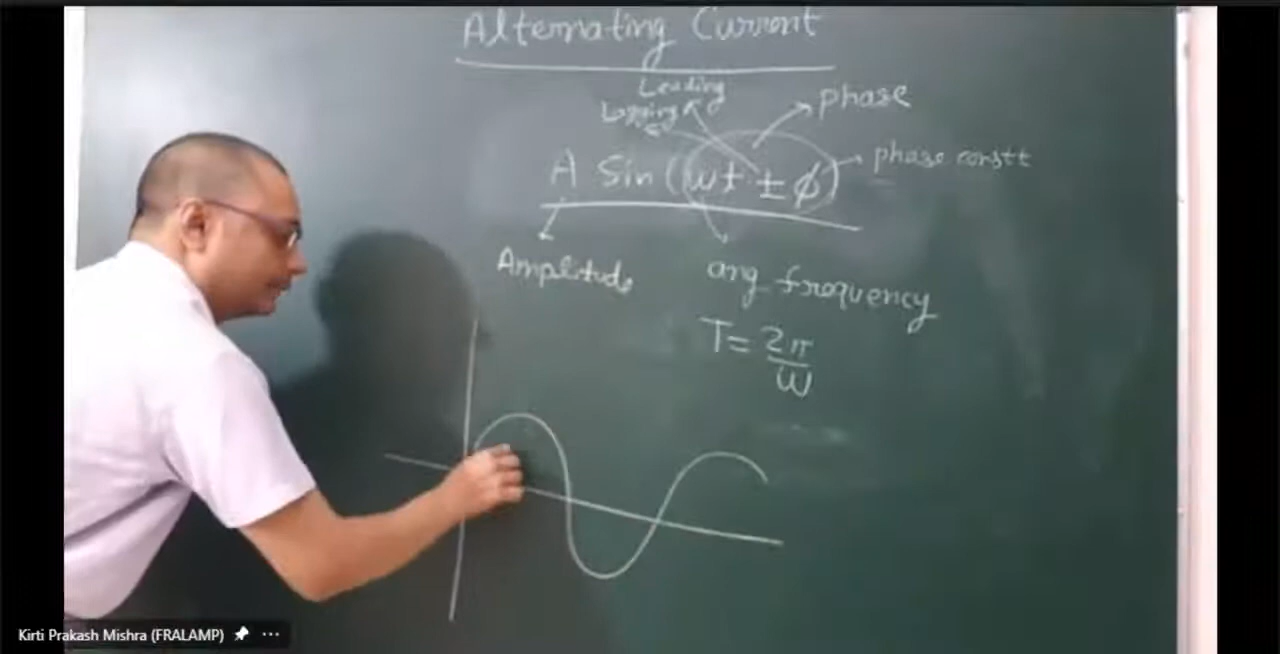 Alternating Current
Leading
Lagging
phase
A Sin (ωt ± ϕ)
phase constt
Amplitude
ang frequency
T = 2π/ω
Kirti Prakash Mishra (FRALAMP)